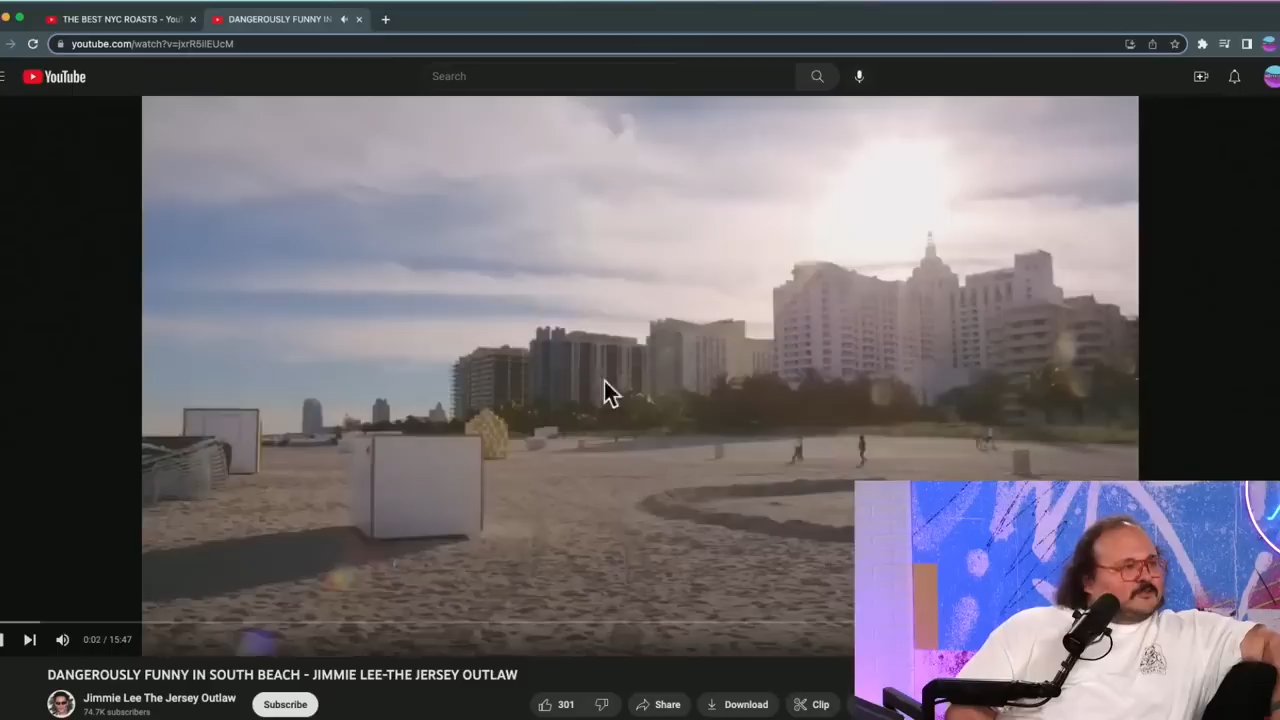 THE BEST NYC ROASTS - You
DANGEROUSLY FUNNY IN
youtube.com/watch?v=jxrR5ilEUcM
YouTube
Search
0:02 / 15:47
DANGEROUSLY FUNNY IN SOUTH BEACH - JIMMIE LEE-THE JERSEY OUTLAW
Jimmie Lee The Jersey Outlaw
74.7K subscribers
Subscribe
301
Share
Download
Clip